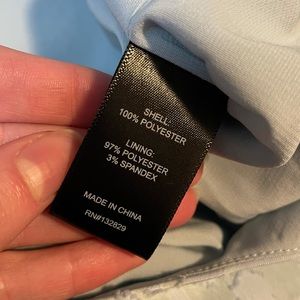 SHELL:
100% POLYESTER
LINING:
97% POLYESTER
3% SPANDEX
MADE IN CHINA
RN#132829